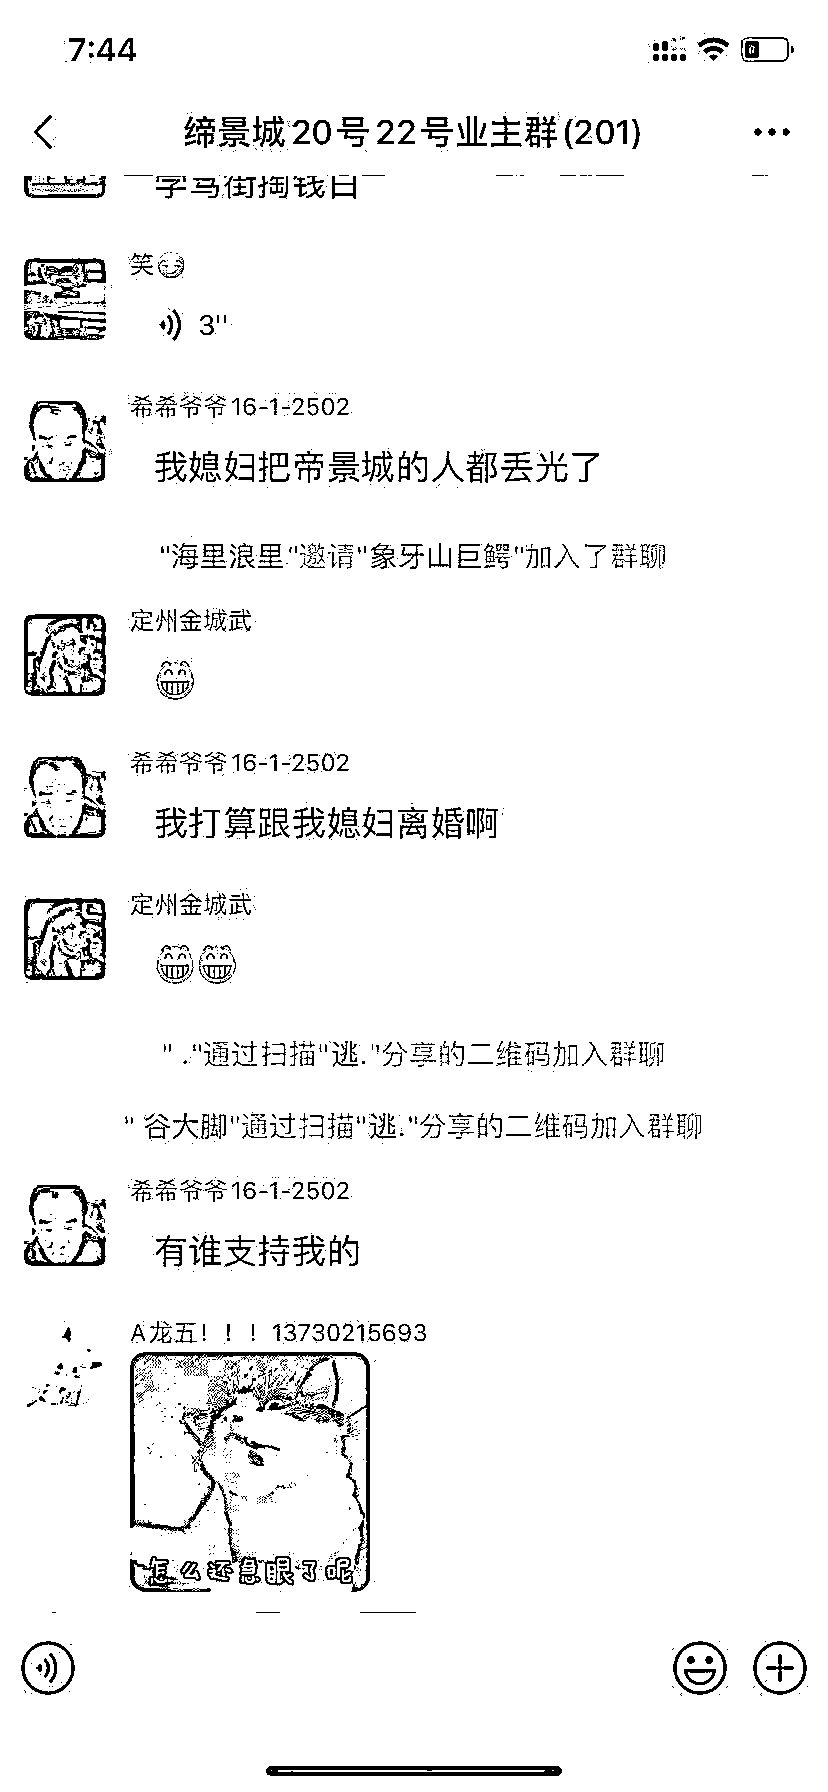 7:44
缔景城20号22号业主群(201)
学马街掏钱日
笑😏
3"
希希爷爷16-1-2502
我媳妇把帝景城的人都丢光了
"海里浪里"邀请"象牙山巨鳄"加入了群聊
定州金城武
😁
希希爷爷16-1-2502
我打算跟我媳妇离婚啊
定州金城武
😁😁
" ."通过扫描"逃."分享的二维码加入群聊
" 谷大脚"通过扫描"逃."分享的二维码加入群聊
希希爷爷16-1-2502
有谁支持我的
A龙五！！！13730215693
怎么还急眼了呢